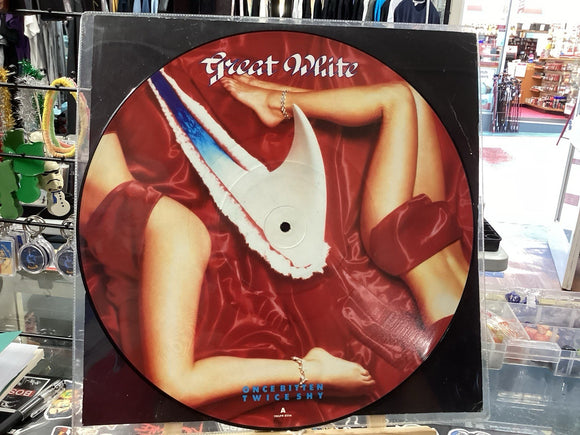 Great White
ONCE BITTEN
TWICE SHY
A